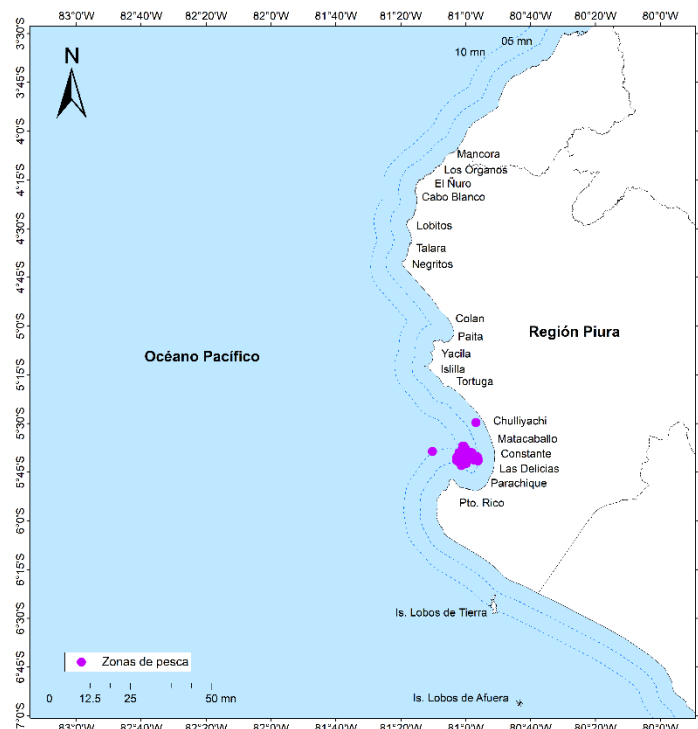 83°0'W 82°40'W 82°20'W 82°0'W 81°40'W 81°20'W 81°0'W 80°40'W 80°20'W 80°0'W
3°30'S
3°45'S
4°0'S
4°15'S
4°30'S
4°45'S
5°0'S
5°15'S
5°30'S
5°45'S
6°0'S
6°15'S
6°30'S
6°45'S
7°0'S
N
05 mn
10 mn
Mancora
Los Organos
El Ñuro
Cabo Blanco
Lobitos
Talara
Negritos
Colan
Paita
Yacila
Islilla
Tortuga
Región Piura
Océano Pacífico
Chulliyachi
Matacaballo
Constante
Las Delicias
Parachique
Pto. Rico
Is. Lobos de Tierra
Is. Lobos de Afuera
Zonas de pesca
0 12.5 25 50 mn
83°0'W 82°40'W 82°20'W 82°0'W 81°40'W 81°20'W 81°0'W 80°40'W 80°20'W 80°0'W